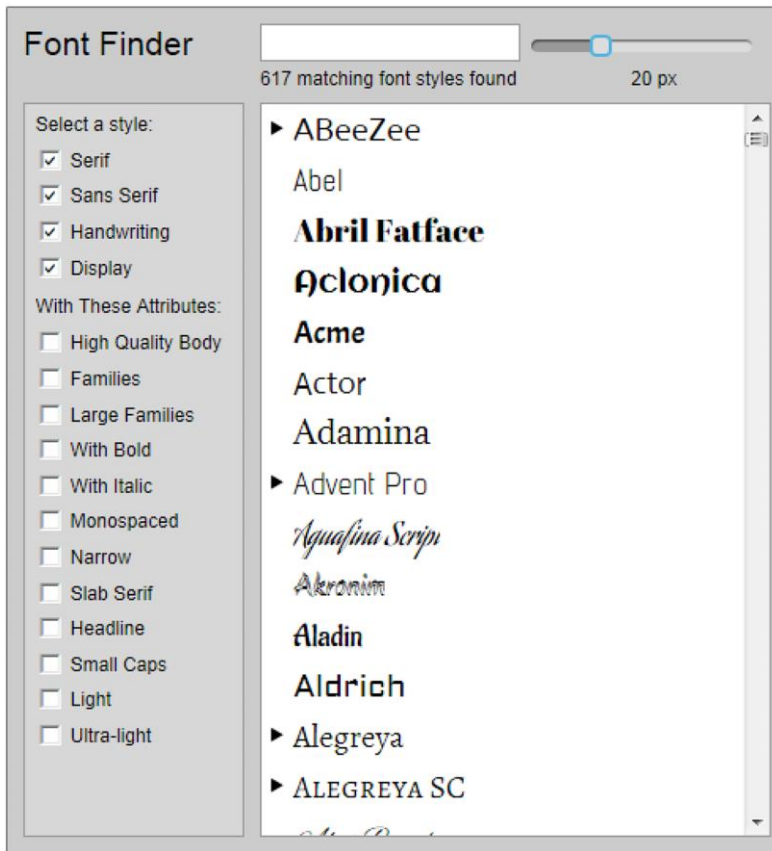 Font Finder
617 matching font styles found
20 px
Select a style:
Serif
Sans Serif
Handwriting
Display
With These Attributes:
High Quality Body
Families
Large Families
With Bold
With Italic
Monospaced
Narrow
Slab Serif
Headline
Small Caps
Light
Ultra-light
ABeeZee
Abel
Abril Fatface
Aclonica
Acme
Actor
Adamina
Advent Pro
Aguafina Script
Akronim
Aladin
Aldrich
Alegreya
ALEGREYA SC